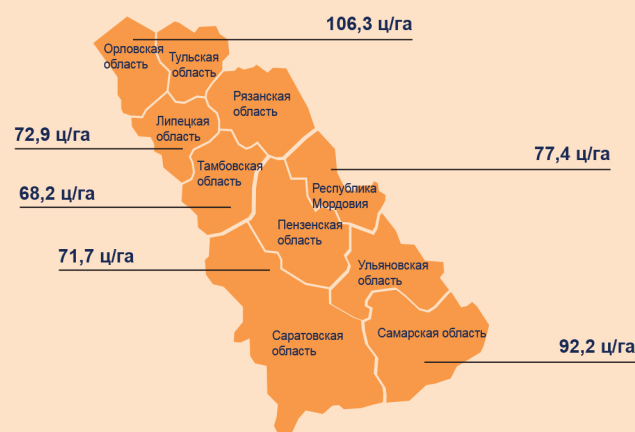 106,3 ц/га
Орловская
область
Тульская
область
Рязанская
область
72,9 ц/га
Липецкая
область
77,4 ц/га
Тамбовская
область
68,2 ц/га
Республика
Мордовия
Пензенская
область
71,7 ц/га
Ульяновская
область
Саратовская
область
Самарская область
92,2 ц/га